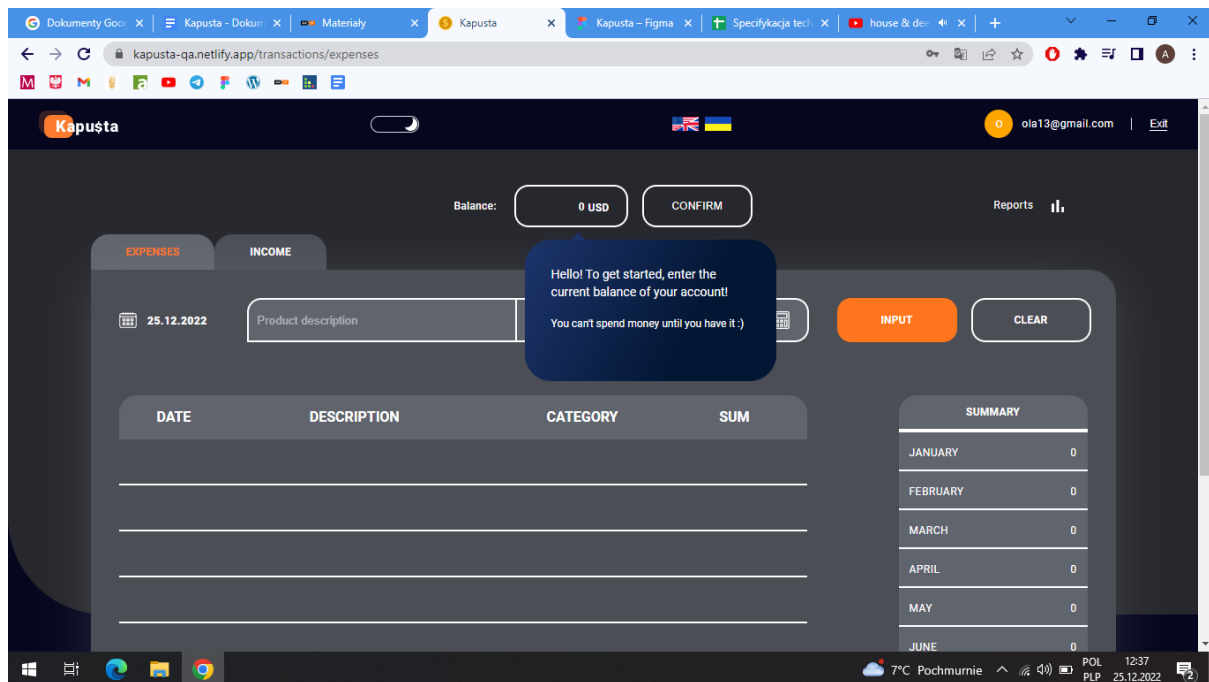 Dokumenty Goo
Kapusta - Dokum
Materiały
Kapusta
Kapusta – Figma
Specyfikacja tech
house & dee
kapusta-qa.netlify.app/transactions/expenses
Kapu$ta
O
ola13@gmail.com | Exit
Balance:
0 USD
CONFIRM
Reports
EXPENSES
INCOME
Hello! To get started, enter the
current balance of your account!
You can't spend money until you have it :)
25.12.2022
Product description
INPUT
CLEAR
DATE DESCRIPTION CATEGORY SUM
SUMMARY
JANUARY 0
FEBRUARY 0
MARCH 0
APRIL 0
MAY 0
JUNE 0
7°C Pochmurnie
POL
PLP
12:37
25.12.2022
2